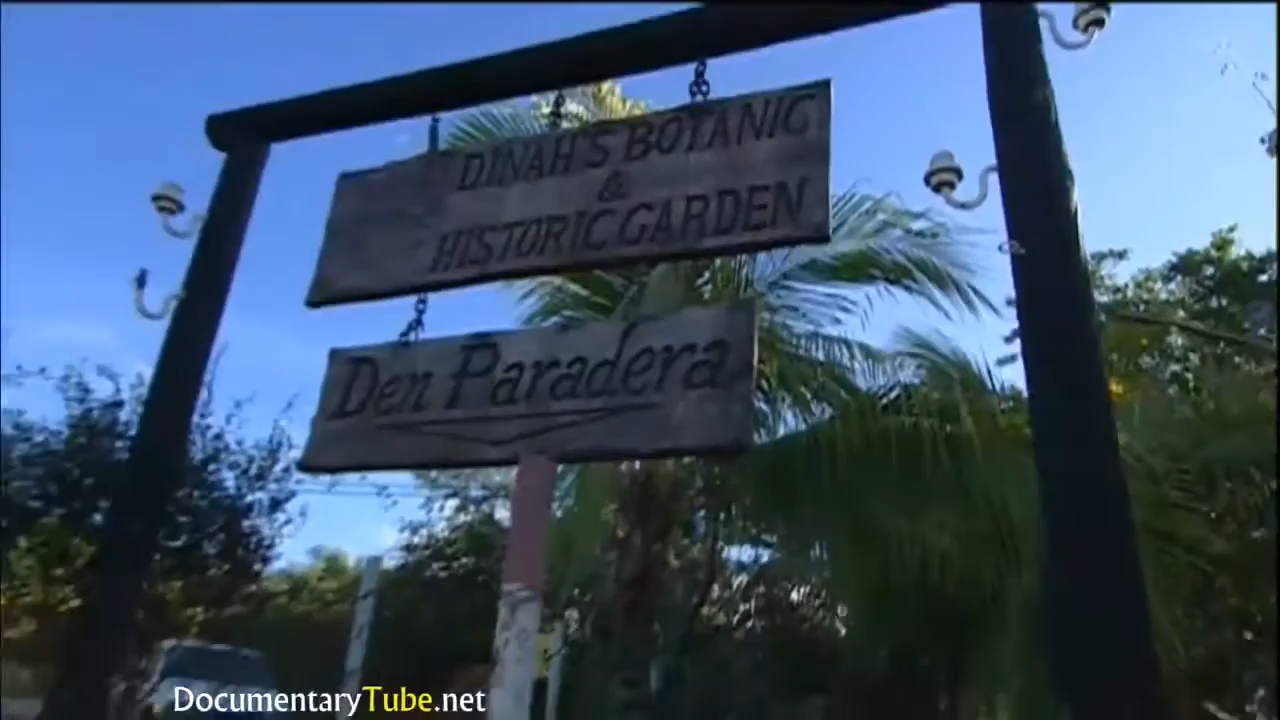 DINAH'S BOTANIC
&
HISTORIC GARDEN
Den Paradera
DocumentaryTube.net